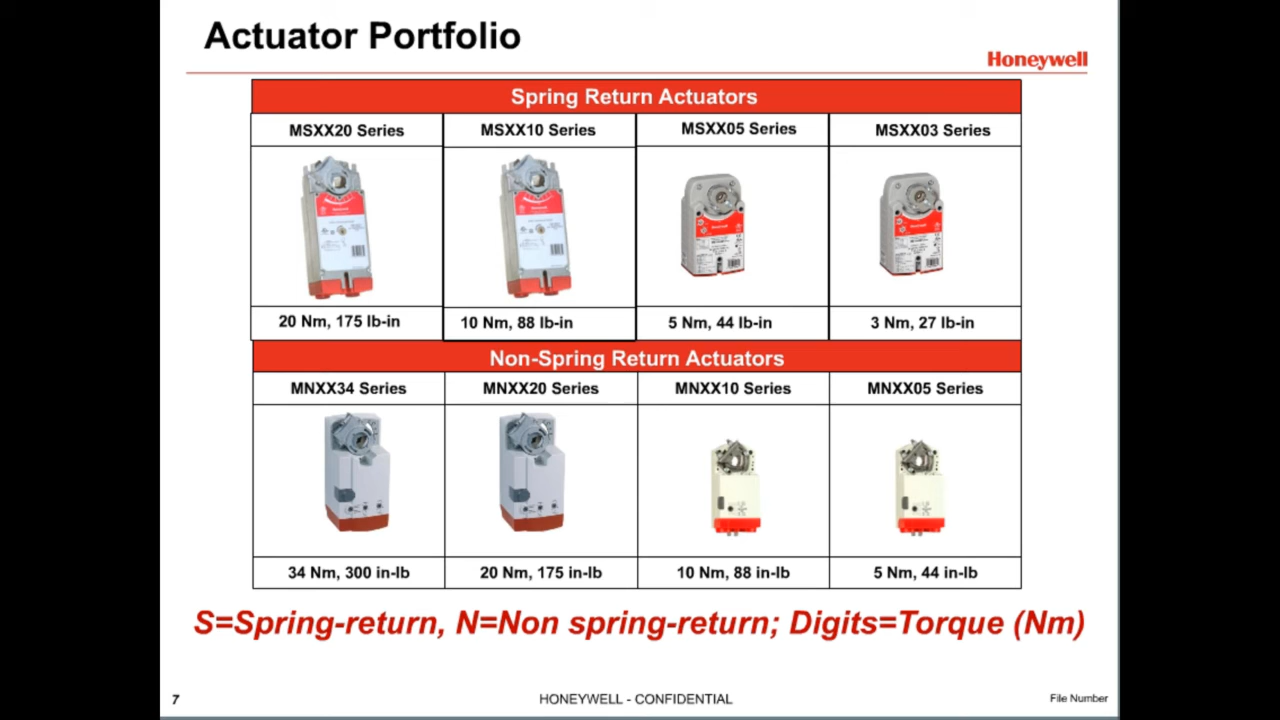 Actuator Portfolio
Honeywell
Spring Return Actuators
MSXX20 Series
MSXX10 Series
MSXX05 Series
MSXX03 Series
20 Nm, 175 lb-in
10 Nm, 88 lb-in
5 Nm, 44 lb-in
3 Nm, 27 lb-in
Non-Spring Return Actuators
MNXX34 Series
MNXX20 Series
MNXX10 Series
MNXX05 Series
34 Nm, 300 in-lb
20 Nm, 175 in-lb
10 Nm, 88 in-lb
5 Nm, 44 in-lb
S=Spring-return, N=Non spring-return; Digits=Torque (Nm)
7
HONEYWELL - CONFIDENTIAL
File Number